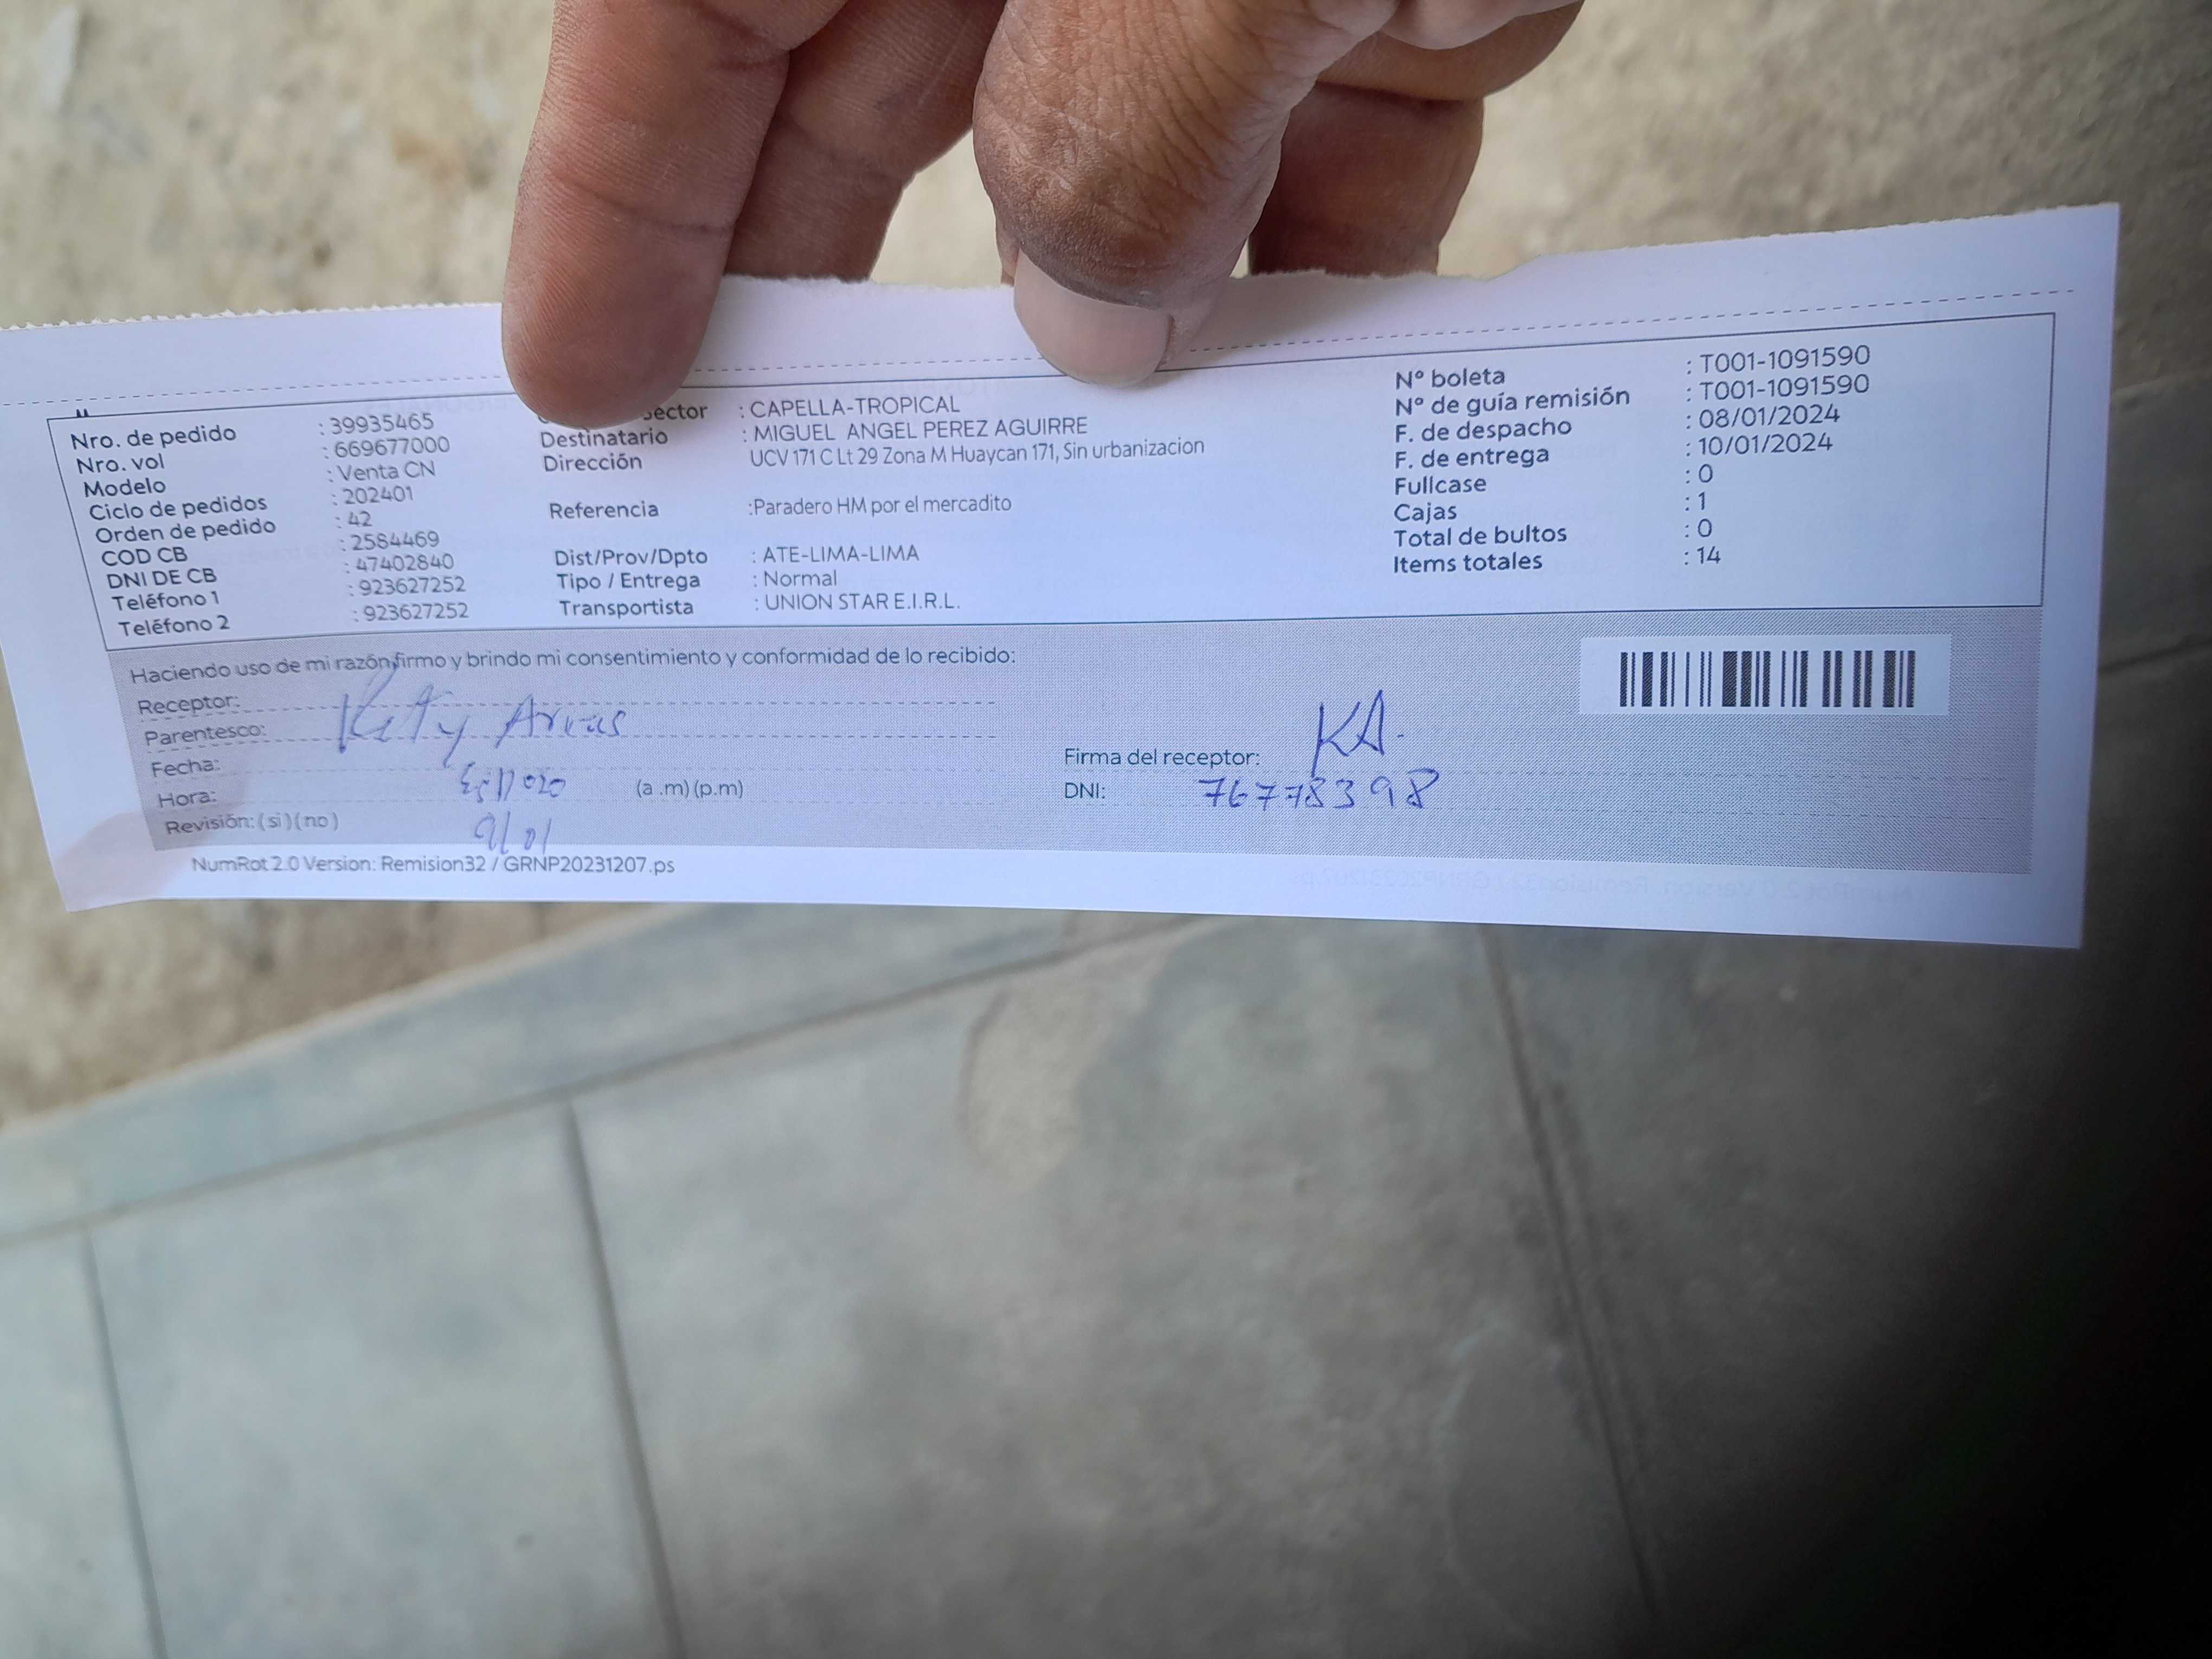 Nro. de pedido : 39935465
Nro. vol : 669677000
Modelo : Venta CN
Ciclo de pedidos : 202401
Orden de pedido : 42
COD CB : 2584469
DNI DE CB : 47402840
Teléfono 1 : 923627252
Teléfono 2 : 923627252
: CAPELLA-TROPICAL
Destinatario : MIGUEL ANGEL PEREZ AGUIRRE
Dirección UCV 171 C Lt 29 Zona M Huaycan 171, Sin urbanizacion
Referencia :Paradero HM por el mercadito
Dist/Prov/Dpto : ATE-LIMA-LIMA
Tipo / Entrega : Normal
Transportista : UNION STAR E.I.R.L.
N° boleta : T001-1091590
N° de guía remisión : T001-1091590
F. de despacho : 08/01/2024
F. de entrega : 10/01/2024
Fullcase : 0
Cajas : 1
Total de bultos : 0
Items totales : 14
Haciendo uso de mi razón, firmo y brindo mi consentimiento y conformidad de lo recibido:
Receptor:
Parentesco: Kety
Fecha:
Hora: (a .m) (p.m)
Revisión: ( si ) ( no )
Firma del receptor: KA.
DNI: 76778398
NumRot 2.0 Version: Remision32 / GRNP20231207.ps